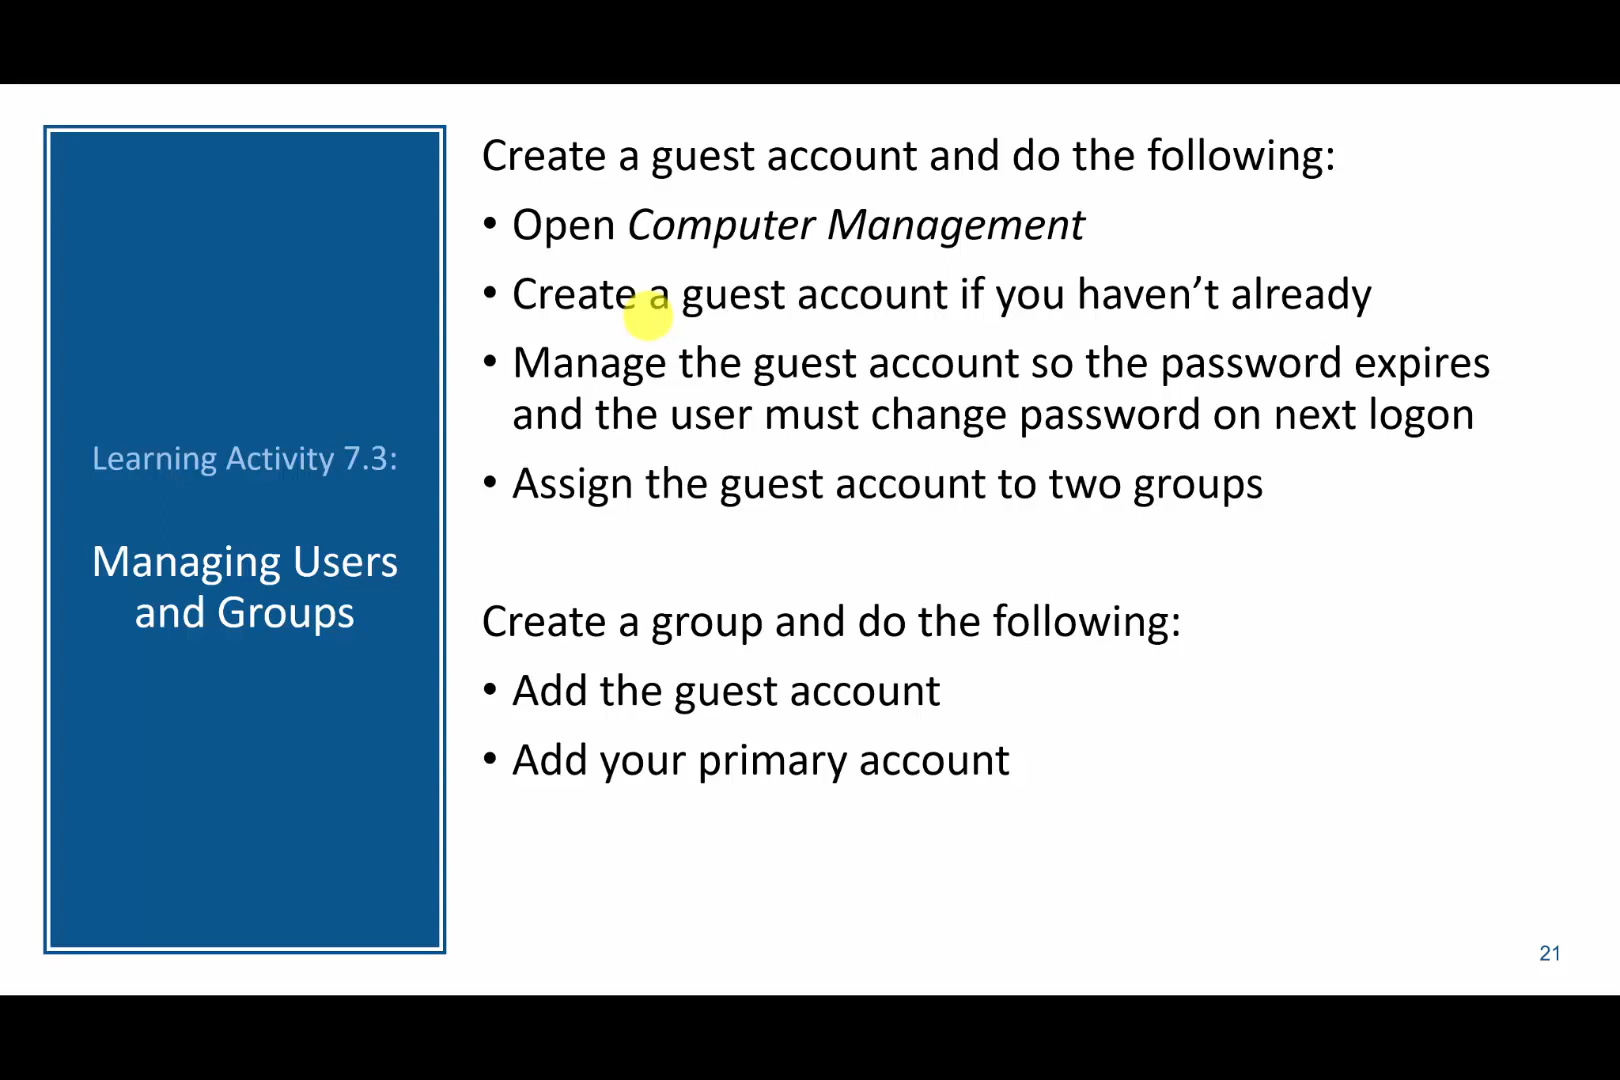 Learning Activity 7.3:
Managing Users
and Groups
Create a guest account and do the following:
• Open Computer Management
• Create a guest account if you haven’t already
• Manage the guest account so the password expires
and the user must change password on next logon
• Assign the guest account to two groups
Create a group and do the following:
• Add the guest account
• Add your primary account
21